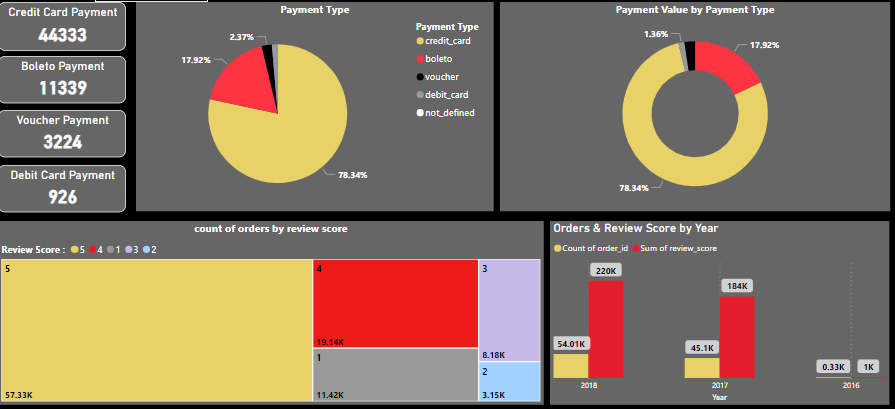 Credit Card Payment
44333
Boleto Payment
11339
Voucher Payment
3224
Debit Card Payment
926
Payment Type
2.37%
17.92%
78.34%
Payment Type
credit_card
boleto
voucher
debit_card
not_defined
Payment Value by Payment Type
1.36%
17.92%
78.34%
count of orders by review score
Review Score : 5 4 1 3 2
5
57.33K
4
19.14K
1
11.42K
3
8.18K
2
3.15K
Orders & Review Score by Year
Count of order_id Sum of review_score
220K
184K
54.01K
45.1K
0.33K 1K
2018 2017 2016
Year